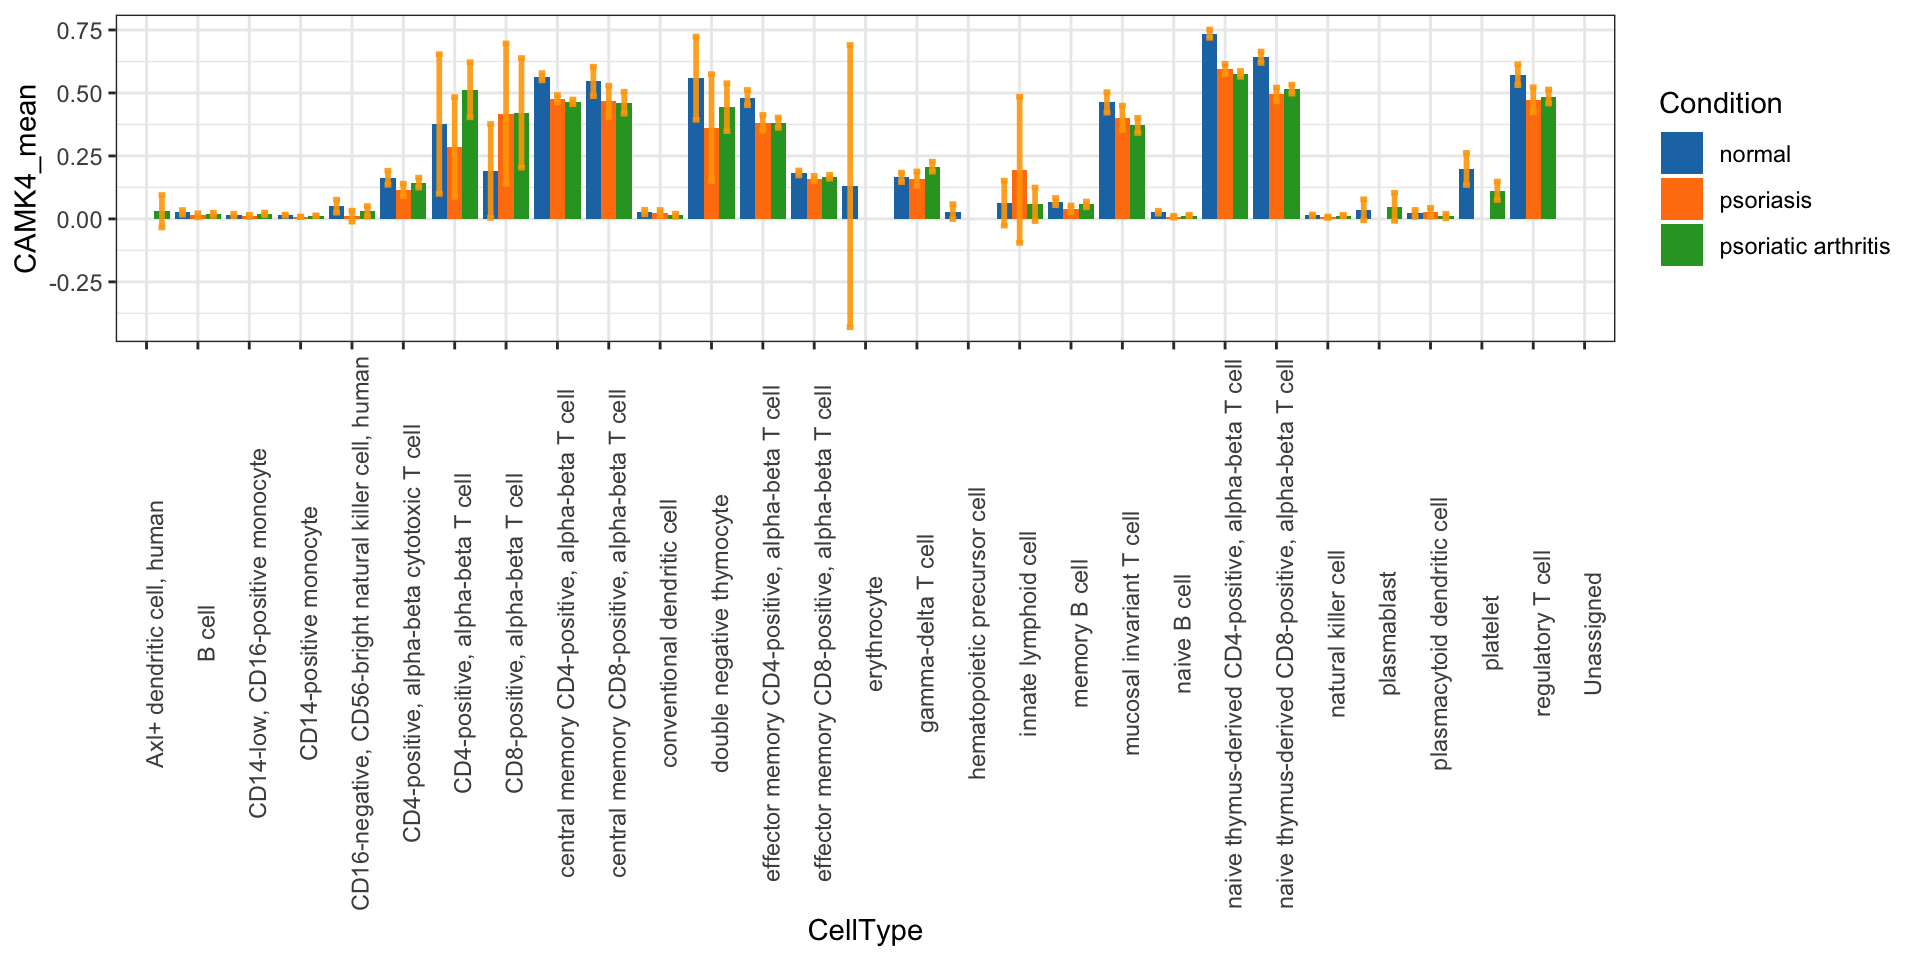 0.75
0.50
0.25
0.00
-0.25
CAMK4_mean
Axl+ dendritic cell, human
B cell
CD14-low, CD16-positive monocyte
CD14-positive monocyte
CD16-negative, CD56-bright natural killer cell, human
CD4-positive, alpha-beta cytotoxic T cell
CD4-positive, alpha-beta T cell
CD8-positive, alpha-beta T cell
central memory CD4-positive, alpha-beta T cell
central memory CD8-positive, alpha-beta T cell
conventional dendritic cell
double negative thymocyte
effector memory CD4-positive, alpha-beta T cell
effector memory CD8-positive, alpha-beta T cell
erythrocyte
gamma-delta T cell
hematopoietic precursor cell
innate lymphoid cell
memory B cell
mucosal invariant T cell
naive B cell
naive thymus-derived CD4-positive, alpha-beta T cell
naive thymus-derived CD8-positive, alpha-beta T cell
natural killer cell
plasmablast
plasmacytoid dendritic cell
platelet
regulatory T cell
Unassigned
CellType
Condition
normal
psoriasis
psoriatic arthritis